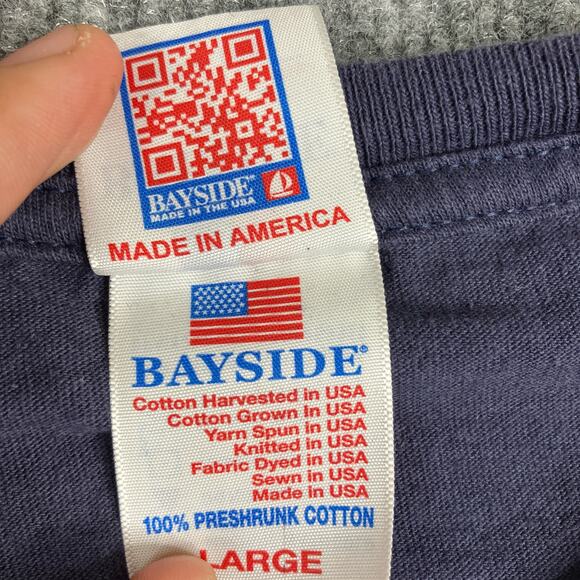 BAYSIDE
MADE IN THE USA
MADE IN AMERICA
BAYSIDE®
Cotton Harvested in USA
Cotton Grown In USA
Yarn Spun in USA
Knitted in USA
Fabric Dyed in USA
Sewn in USA
Made in USA
100% PRESHRUNK COTTON
LARGE